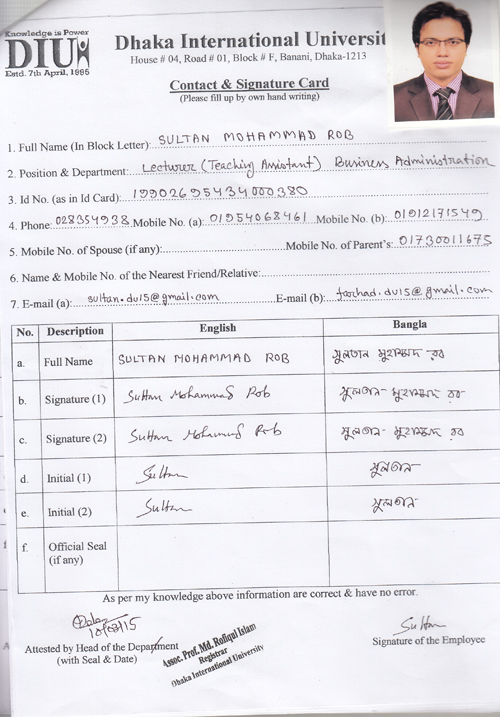 Knowledge is Power
DIU
Estd. 7th April, 1995
Dhaka International Universit
House # 04, Road # 01, Block # F, Banani, Dhaka-1213
Contact & Signature Card
(Please fill up by own hand writing)
1. Full Name (In Block Letter): SULTAN MOHAMMAD ROB
2. Position & Department: Lecturer (Teaching Assistant) Business Administration
3. Id No. (as in Id Card): 19902695434000380
4. Phone: 028354938 Mobile No. (a): 01954068461 Mobile No. (b): 01912171549
5. Mobile No. of Spouse (if any): Mobile No. of Parent's: 01730011675
6. Name & Mobile No. of the Nearest Friend/Relative:
7. E-mail (a): sultan.du15@gmail.com E-mail (b): farhad.du15@gmail.com
No. Description English Bangla
a. Full Name SULTAN MOHAMMAD ROB সুলতান মুহাম্মদ রব
b. Signature (1) Sultan Mohammad Rob সুলতান মুহাম্মদ রব
c. Signature (2) Sultan Mohammad Rob সুলতান মুহাম্মদ রব
d. Initial (1) Sultan সুলতান
e. Initial (2) Sultan সুলতান
f. Official Seal
(if any)
As per my knowledge above information are correct & have no error.
Sultan
Attested by Head of the Department
(with Seal & Date)
Assoc. Prof. Md. Rofiqul Islam
Registrar
Dhaka International University
Signature of the Employee